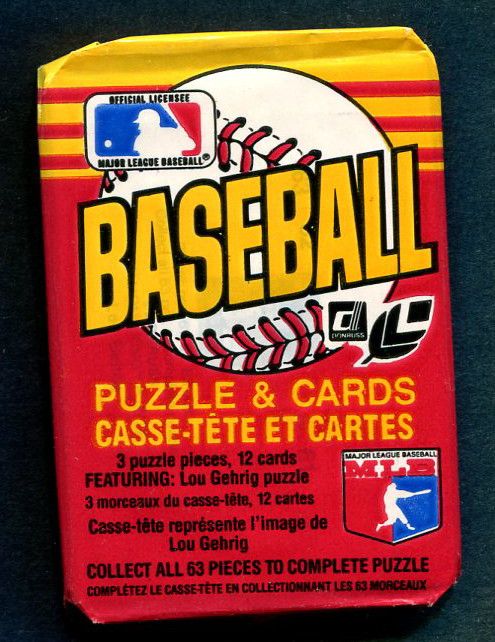 OFFICIAL LICENSEE
MAJOR LEAGUE BASEBALL®
BASEBALL
DONRUSS
PUZZLE & CARDS
CASSE-TÊTE ET CARTES
3 puzzle pieces, 12 cards
FEATURING: Lou Gehrig puzzle
3 morceaux du casse-tête, 12 cartes
Casse-tête représente l'image de
Lou Gehrig
MAJOR LEAGUE BASEBALL
MLB
COLLECT ALL 63 PIECES TO COMPLETE PUZZLE
COMPLÉTEZ LE CASSE-TÊTE EN COLLECTIONNANT LES 63 MORCEAUX